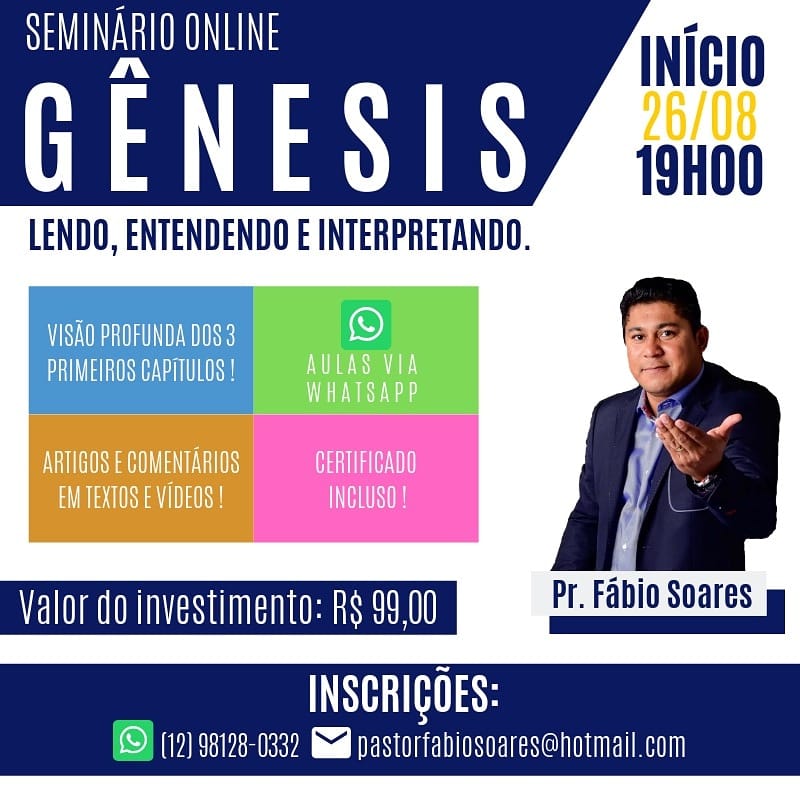 SEMINÁRIO ONLINE
GÊNESIS
LENDO, ENTENDENDO E INTERPRETANDO.
INÍCIO
26/08
19H00
VISÃO PROFUNDA DOS 3
PRIMEIROS CAPÍTULOS !
AULAS VIA
WHATSAPP
ARTIGOS E COMENTÁRIOS
EM TEXTOS E VÍDEOS !
CERTIFICADO
INCLUSO !
Pr. Fábio Soares
Valor do investimento: R$ 99,00
INSCRIÇÕES:
(12) 98128-0332 pastorfabiosoares@hotmail.com